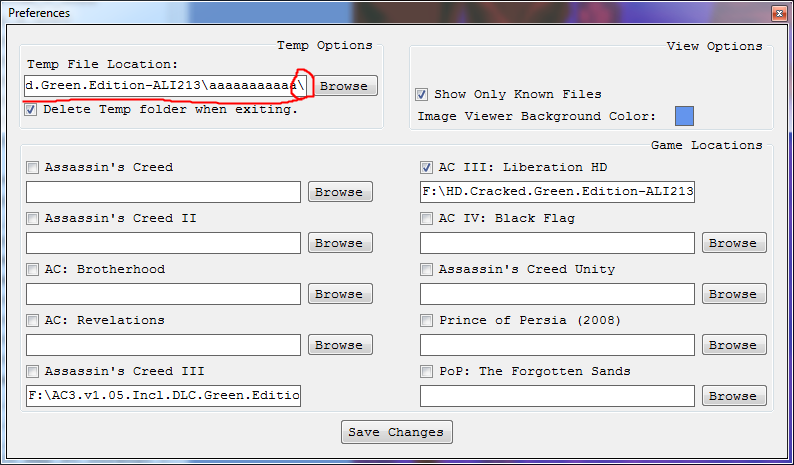 Preferences
Temp Options
Temp File Location:
d.Green.Edition-ALI213\aaaaaaaaaaa\
Browse
Delete Temp folder when exiting.
View Options
Show Only Known Files
Image Viewer Background Color:
Game Locations
Assassin's Creed
Browse
Assassin's Creed II
Browse
AC: Brotherhood
Browse
AC: Revelations
Browse
Assassin's Creed III
F:\AC3.v1.05.Incl.DLC.Green.Editio
AC III: Liberation HD
F:\HD.Cracked.Green.Edition-ALI213
AC IV: Black Flag
Browse
Assassin's Creed Unity
Browse
Prince of Persia (2008)
Browse
PoP: The Forgotten Sands
Browse
Save Changes